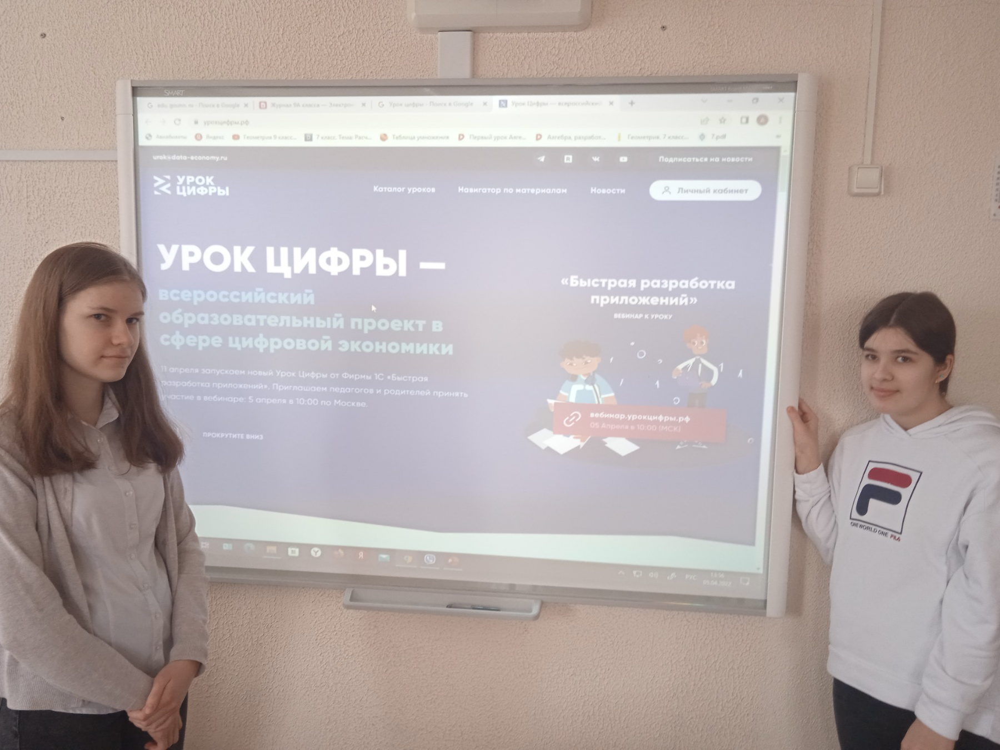 SMART
edu.gounn.ru - Поиск в Google
Журнал 9А класса — Электрон
Урок цифры - Поиск в Google
Урок Цифры — всероссийский
урокцифры.рф
Авиабилеты
Яндекс
Геометрия 9 класс...
7 класс. Тема: Расч...
Таблица умножения
Первый урок Алге...
Алгебра, разработ...
Геометрия. 7 класс...
7.pdf
urok@data-economy.ru
Подписаться на новости
УРОК
ЦИФРЫ
Каталог уроков
Навигатор по материалам
Новости
Личный кабинет
УРОК ЦИФРЫ —
всероссийский
образовательный проект в
сфере цифровой экономики
11 апреля запускаем новый Урок Цифры от Фирмы 1С «Быстрая
разработка приложений». Приглашаем педагогов и родителей принять
участие в вебинаре: 5 апреля в 10:00 по Москве.
ПРОКРУТИТЕ ВНИЗ
«Быстрая разработка
приложений»
ВЕБИНАР К УРОКУ
вебинар.урокцифры.рф
05 Апреля в 10:00 (МСК)
РУС
05.04.2022
ONE WORLD ONE FILA